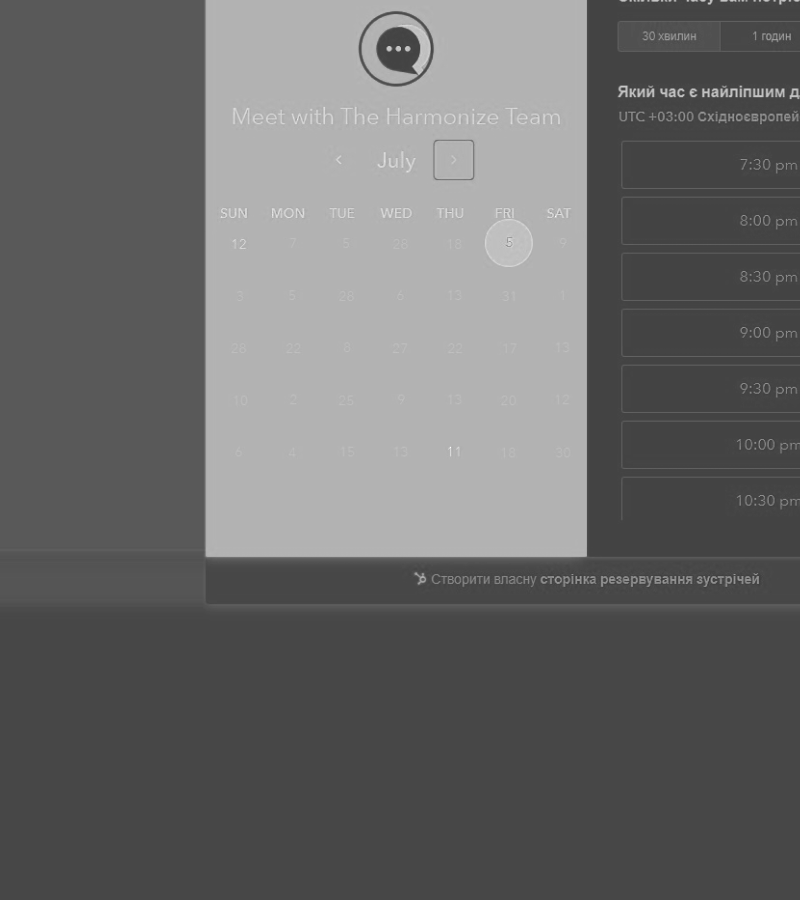 Meet with The Harmonize Team
July
SUN MON TUE WED THU FRI SAT
12 7 5 26 18 5 9
3 5 26 6 13 31 1
26 22 8 27 22 17 13
10 2 25 9 13 20 12
6 4 15 13 11 18 30
30 хвилин 1 годин
Який час є найліпшим д
UTC +03:00 Східноєвропей
7:30 pm
8:00 pm
8:30 pm
9:00 pm
9:30 pm
10:00 pm
10:30 pm
Створити власну сторінка резервування зустрічей